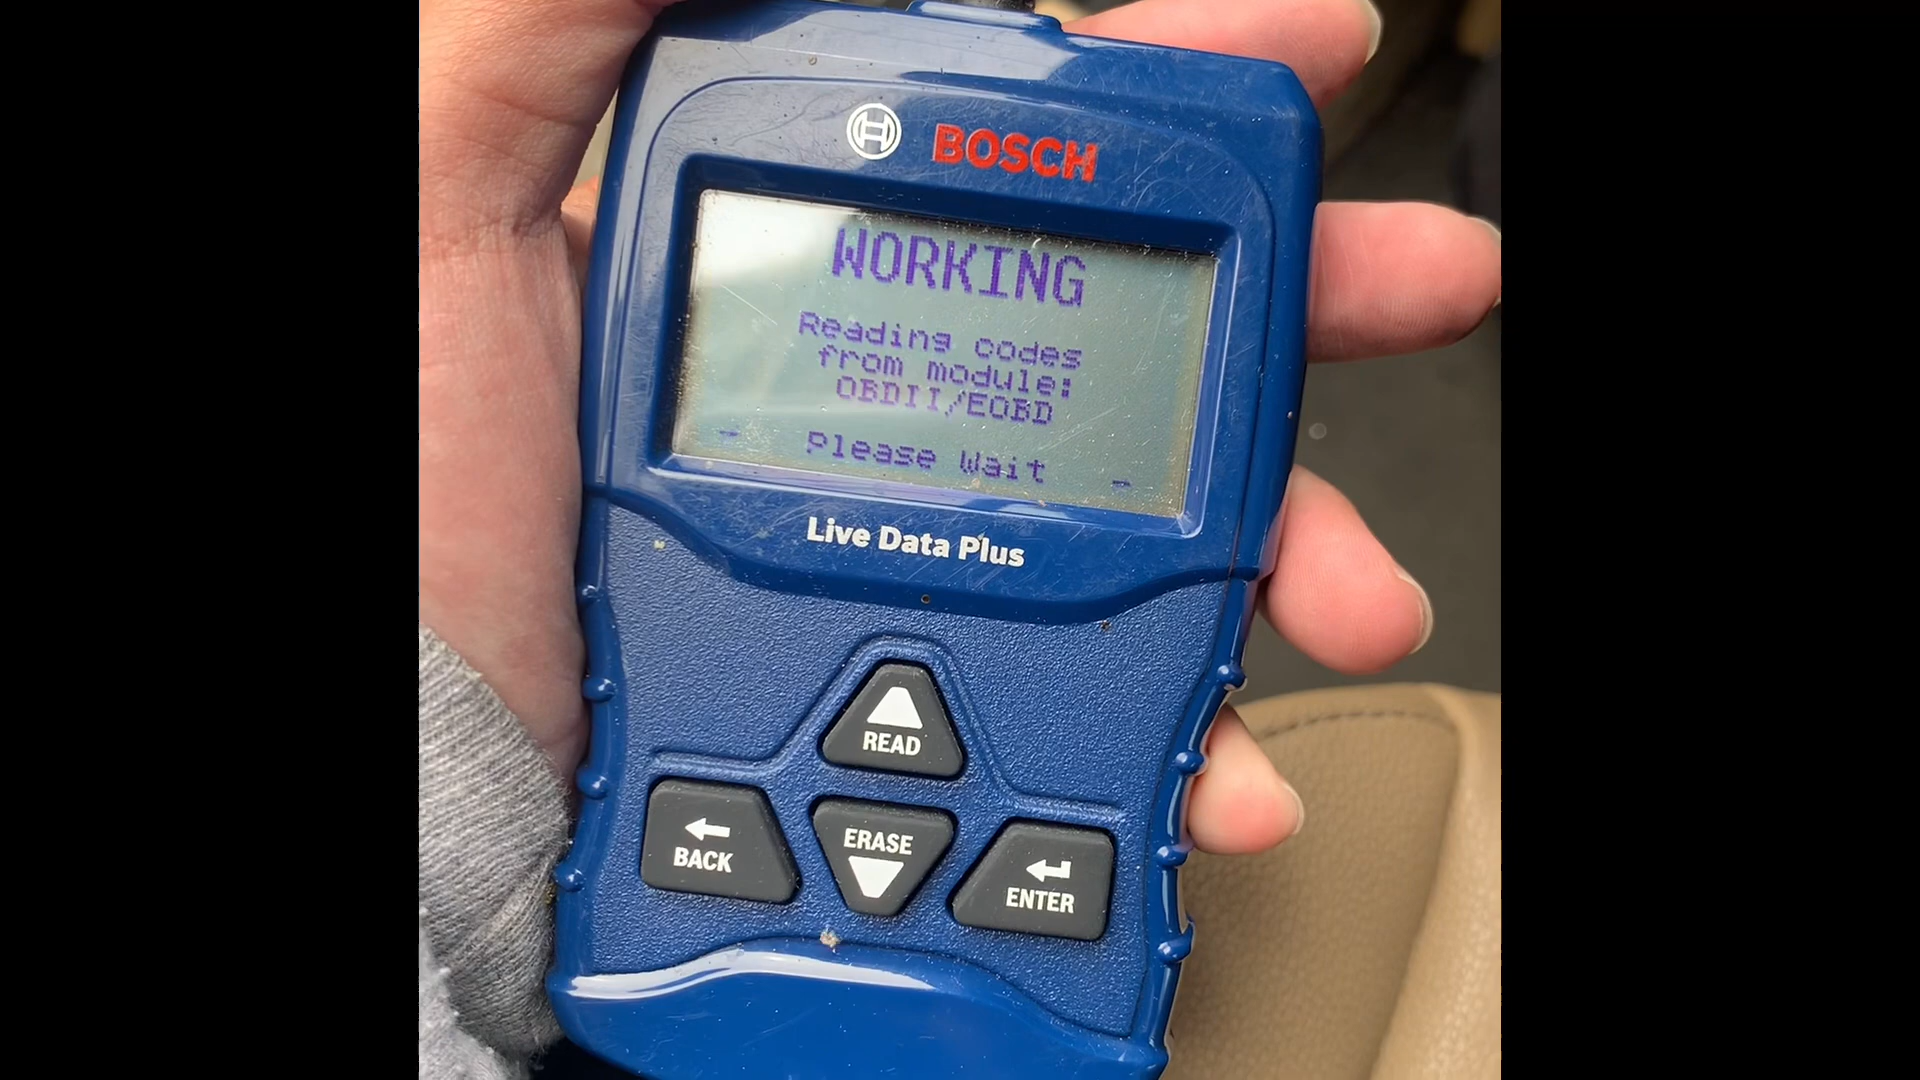 BOSCH
WORKING
Reading codes
from module:
OBDII/EOBD
Please Wait
Live Data Plus
READ
BACK
ERASE
ENTER